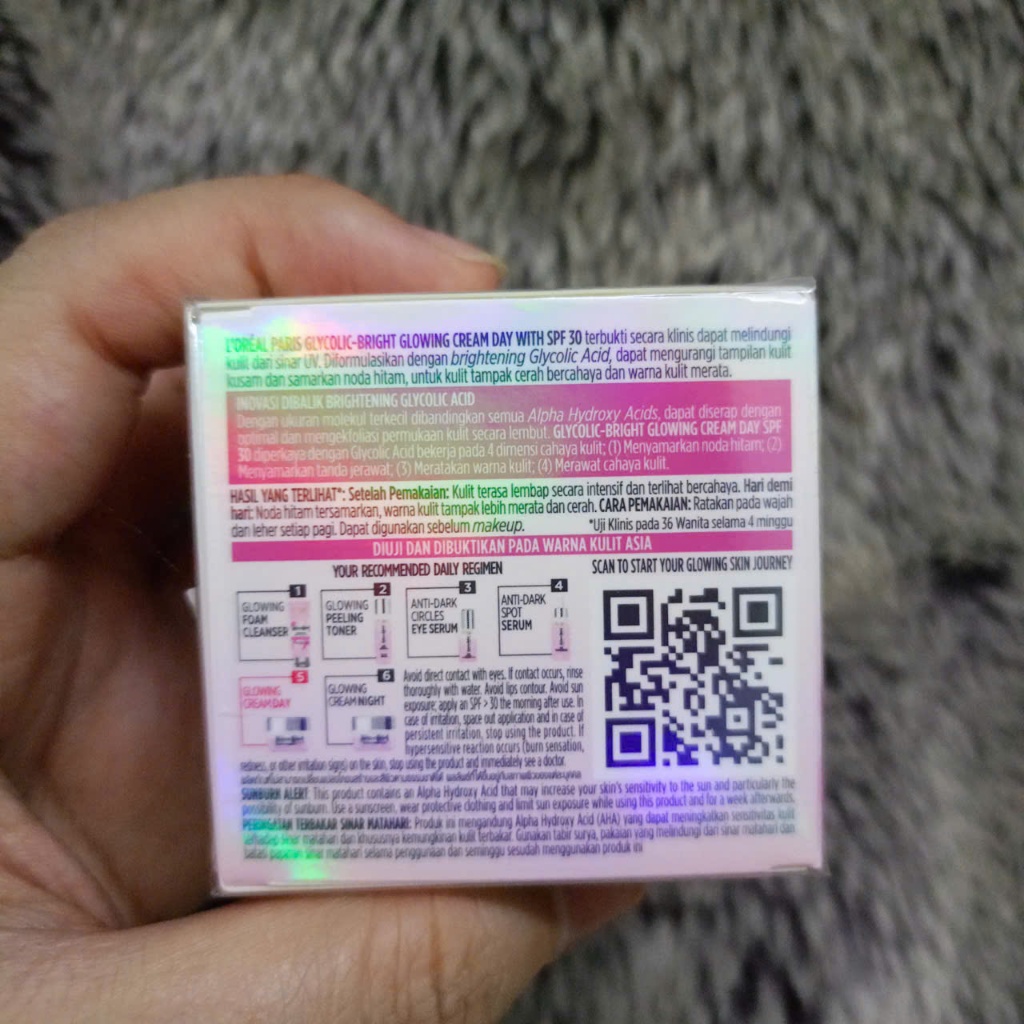 L'ORÉAL PARIS GLYCOLIC-BRIGHT GLOWING CREAM DAY WITH SPF 30 terbukti secara klinis dapat melindungi
kulit dari sinar UV. Diformulasikan dengan brightening Glycolic Acid, dapat mengurangi tampilan kulit
kusam dan samarkan noda hitam, untuk kulit tampak cerah bercahaya dan warna kulit merata.
INOVASI DIBALIK BRIGHTENING GLYCOLIC ACID
Dengan ukuran molekul terkecil dibandingkan semua Alpha Hydroxy Acids, dapat diserap dengan
optimal dan mengekfoliasi permukaan kulit secara lembut. GLYCOLIC-BRIGHT GLOWING CREAM DAY SPF
30 diperkaya dengan Glycolic Acid bekerja pada 4 dimensi cahaya kulit; (1) Menyamarkan noda hitam; (2)
Menyamarkan tanda jerawat; (3) Meratakan warna kulit; (4) Merawat cahaya kulit.
HASIL YANG TERLIHAT*: Setelah Pemakaian: Kulit terasa lembap secara intensif dan terlihat bercahaya. Hari demi
hari: Noda hitam tersamarkan, warna kulit tampak lebih merata dan cerah. CARA PEMAKAIAN: Ratakan pada wajah
dan leher setiap pagi. Dapat digunakan sebelum makeup. *Uji Klinis pada 36 Wanita selama 4 minggu
DIUJI DAN DIBUKTIKAN PADA WARNA KULIT ASIA
YOUR RECOMMENDED DAILY REGIMEN
SCAN TO START YOUR GLOWING SKIN JOURNEY
1
GLOWING
FOAM
CLEANSER
2
GLOWING
PEELING
TONER
3
ANTI-DARK
CIRCLES
EYE SERUM
4
ANTI-DARK
SPOT
SERUM
5
GLOWING
CREAM DAY
6
GLOWING
CREAM NIGHT
Avoid direct contact with eyes. If contact occurs, rinse
thoroughly with water. Avoid lips contour. Avoid sun
exposure; apply an SPF > 30 the morning after use. In
case of irritation, space out application and in case of
persistent irritation, stop using the product. If
hypersensitive reaction occurs (burn sensation,
redness, or other irritation signs) on the skin, stop using the product and immediately see a doctor.
SUNBURN ALERT: This product contains an Alpha Hydroxy Acid that may increase your skin's sensitivity to the sun and particularly the
possibility of sunburn. Use a sunscreen, wear protective clothing and limit sun exposure while using this product and for a week afterwards.
PERINGATAN TERBAKAR SINAR MATAHARI: Produk ini mengandung Alpha Hydroxy Acid (AHA) yang dapat meningkatkan sensitivitas kulit
terhadap sinar matahari dan khususnya kemungkinan kulit terbakar. Gunakan tabir surya, pakaian yang melindungi dari sinar matahari dan
batasi paparan sinar matahari selama penggunaan dan seminggu sesudah menggunakan produk ini